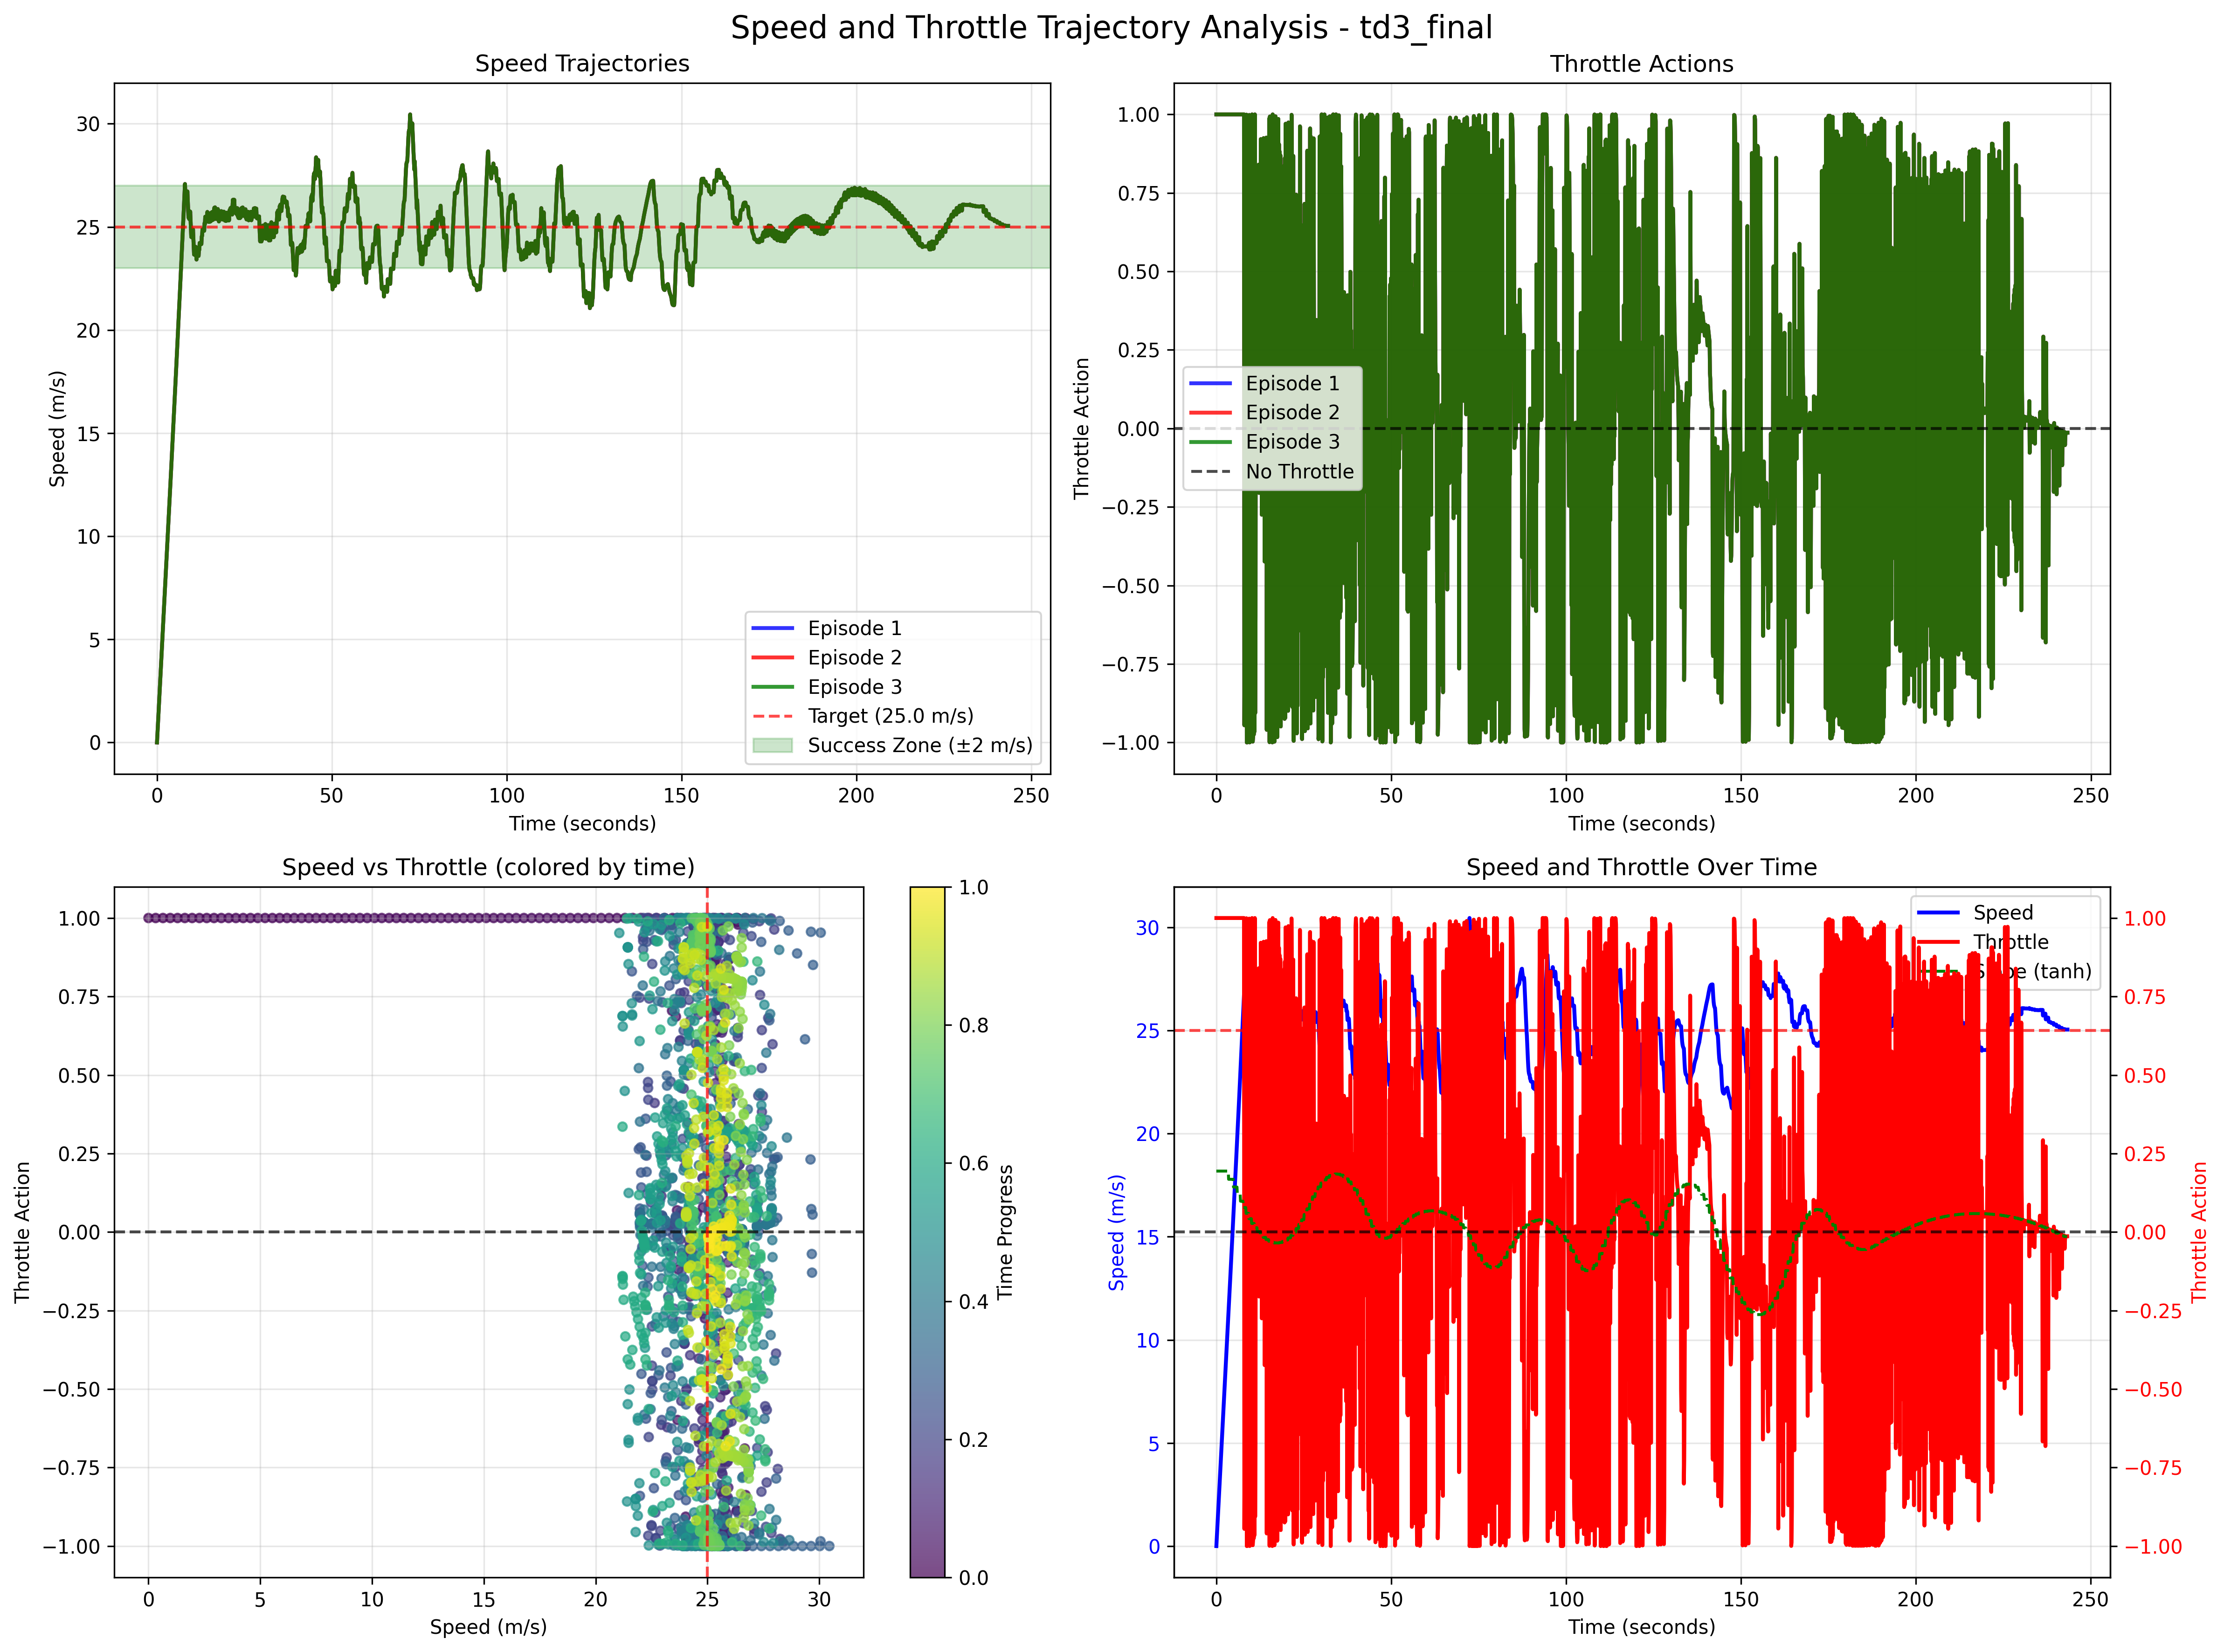 Speed and Throttle Trajectory Analysis - td3_final
Speed Trajectories
30
25
20
15
10
5
0
Speed (m/s)
0 50 100 150 200 250
Time (seconds)
Episode 1
Episode 2
Episode 3
Target (25.0 m/s)
Success Zone (±2 m/s)
Throttle Actions
1.00
0.75
0.50
0.25
0.00
−0.25
−0.50
−0.75
−1.00
Throttle Action
0 50 100 150 200 250
Time (seconds)
Episode 1
Episode 2
Episode 3
No Throttle
Speed vs Throttle (colored by time)
1.00
0.75
0.50
0.25
0.00
−0.25
−0.50
−0.75
−1.00
Throttle Action
0 5 10 15 20 25 30
Speed (m/s)
1.0
0.8
0.6
0.4
0.2
0.0
Time Progress
Speed and Throttle Over Time
30
25
20
15
10
5
0
Speed (m/s)
0 50 100 150 200 250
Time (seconds)
1.00
0.75
0.50
0.25
0.00
−0.25
−0.50
−0.75
−1.00
Throttle Action
Speed
Throttle
(tanh)